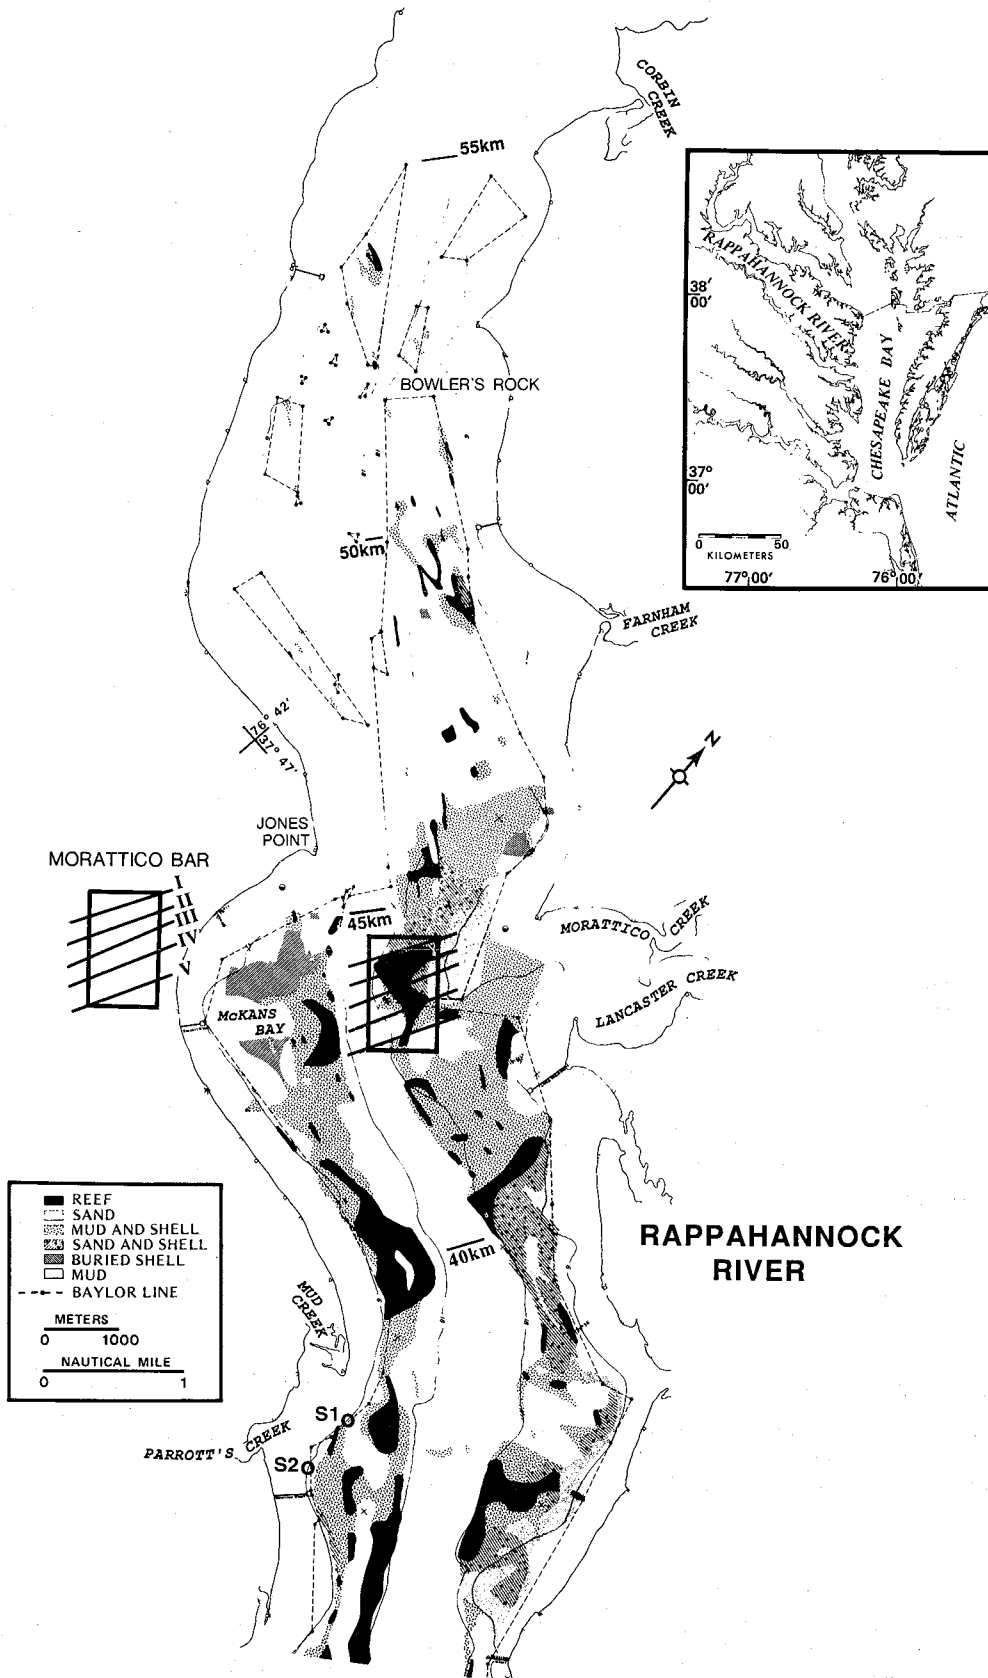 CORBIN
CREEK
55km
RAPPAHANNOCK RIVER
38°
00'
CHESAPEAKE BAY
37°
00'
ATLANTIC
0 50
KILOMETERS
77°00' 76°00'
BOWLER'S ROCK
50km
FARNHAM
CREEK
76° 42'
37° 47'
N
JONES
POINT
MORATTICO BAR
I
II
III
IV
V
45km
MORATTICO CREEK
LANCASTER CREEK
McKANS
BAY
REEF
SAND
MUD AND SHELL
SAND AND SHELL
BURIED SHELL
MUD
BAYLOR LINE
METERS
0 1000
NAUTICAL MILE
0 1
40km
RAPPAHANNOCK
RIVER
MUD
CREEK
S1
PARROTT'S CREEK
S2